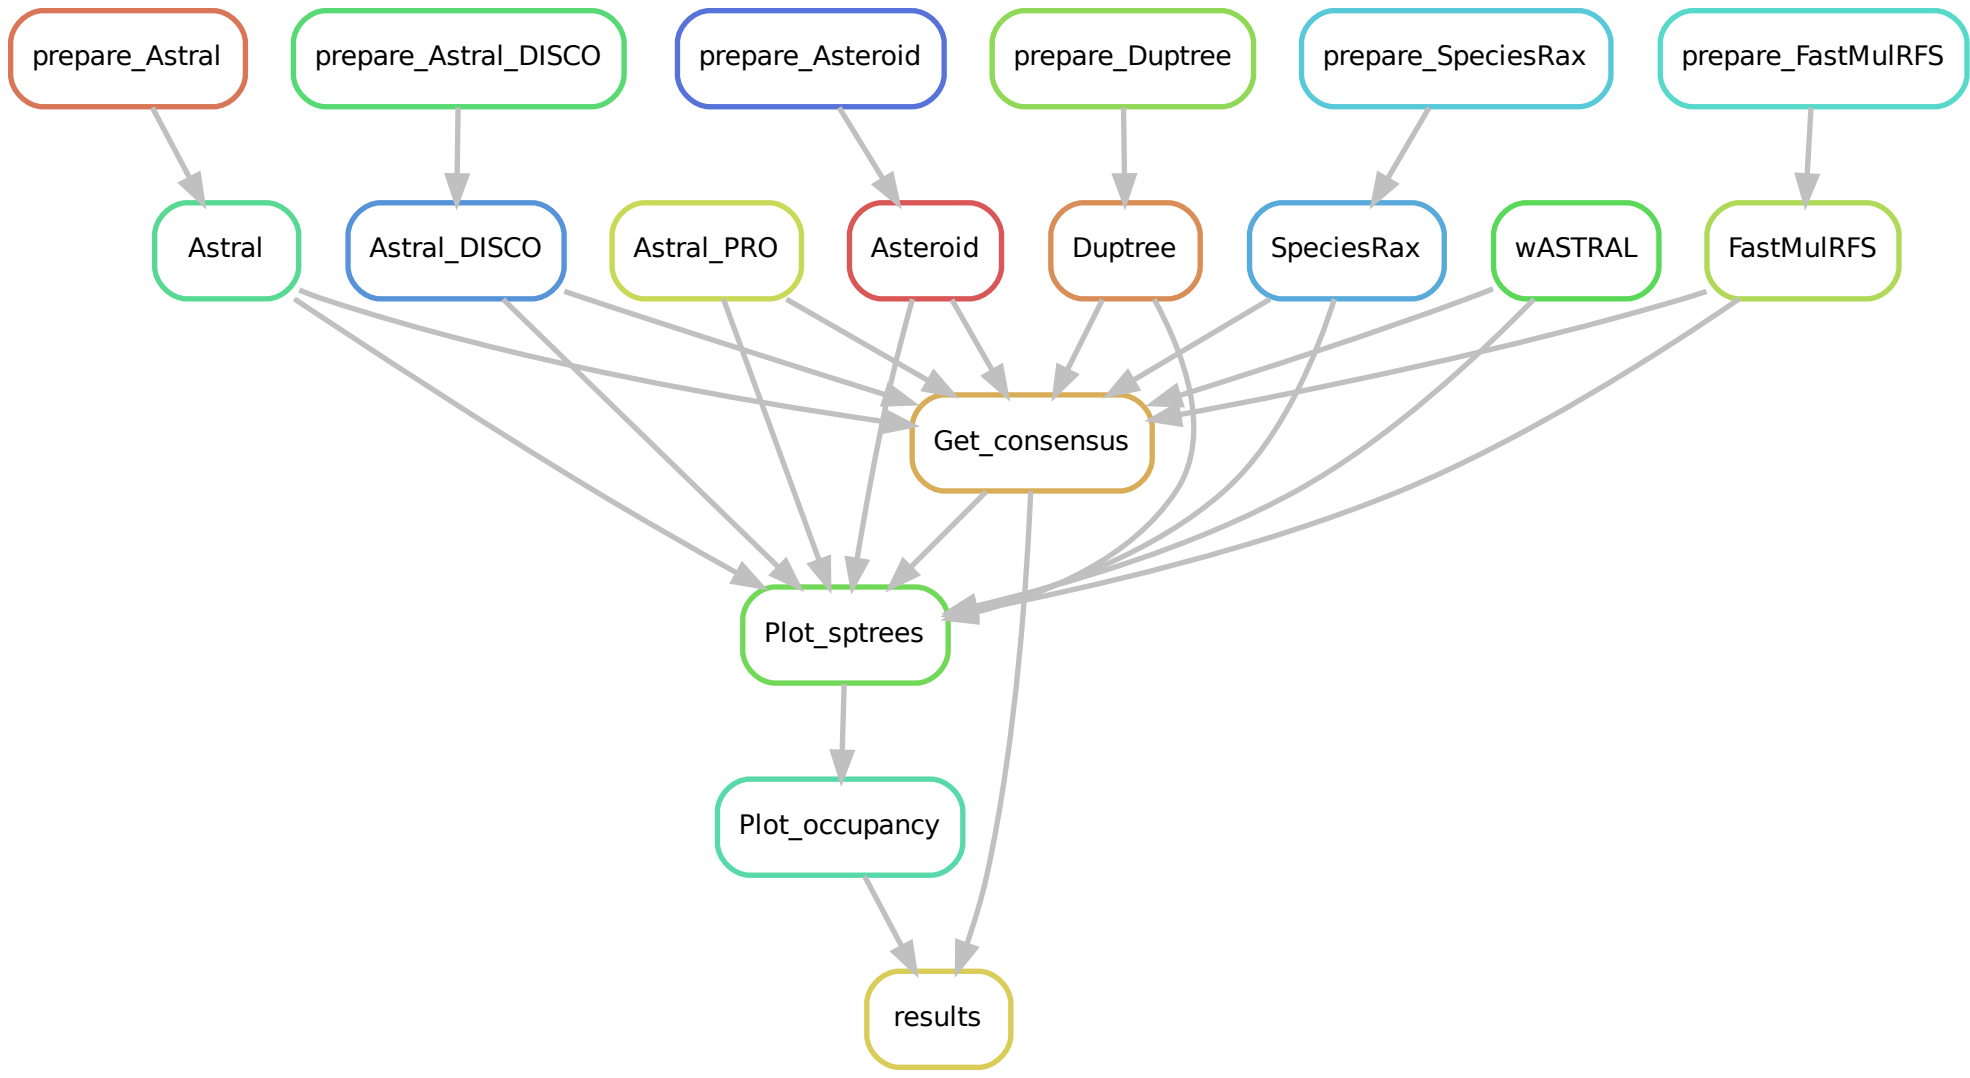 prepare_Astral
prepare_Astral_DISCO
prepare_Asteroid
prepare_Duptree
prepare_SpeciesRax
prepare_FastMulRFS
Astral
Astral_DISCO
Astral_PRO
Asteroid
Duptree
SpeciesRax
wASTRAL
FastMulRFS
Get_consensus
Plot_sptrees
Plot_occupancy
results